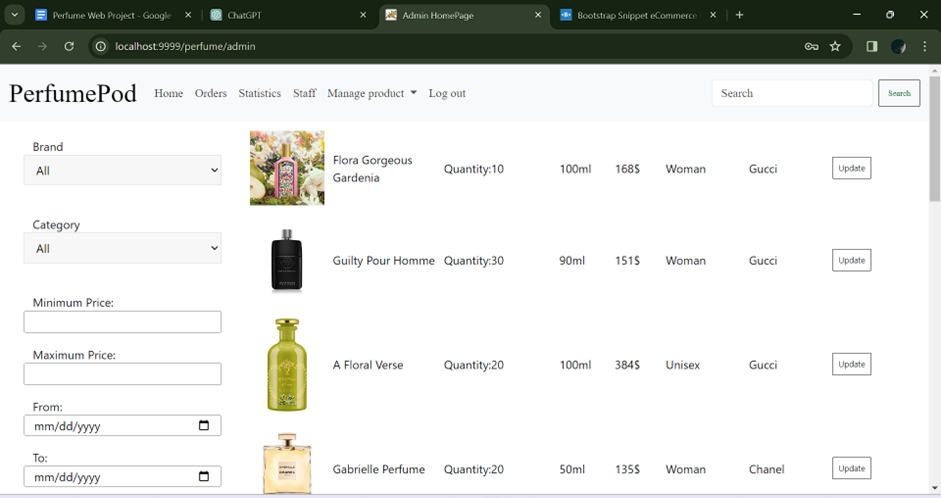 Perfume Web Project - Google
ChatGPT
Admin HomePage
Bootstrap Snippet eCommerce
localhost:9999/perfume/admin
PerfumePod
Home
Orders
Statistics
Staff
Manage product
Log out
Search
Search
Brand
All
Category
All
Minimum Price:
Maximum Price:
From:
mm/dd/yyyy
To:
mm/dd/yyyy
Flora Gorgeous
Gardenia
Quantity:10
100ml
168$
Woman
Gucci
Update
Guilty Pour Homme
Quantity:30
90ml
151$
Woman
Gucci
Update
A Floral Verse
Quantity:20
100ml
384$
Unisex
Gucci
Update
Gabrielle Perfume
Quantity:20
50ml
135$
Woman
Chanel
Update